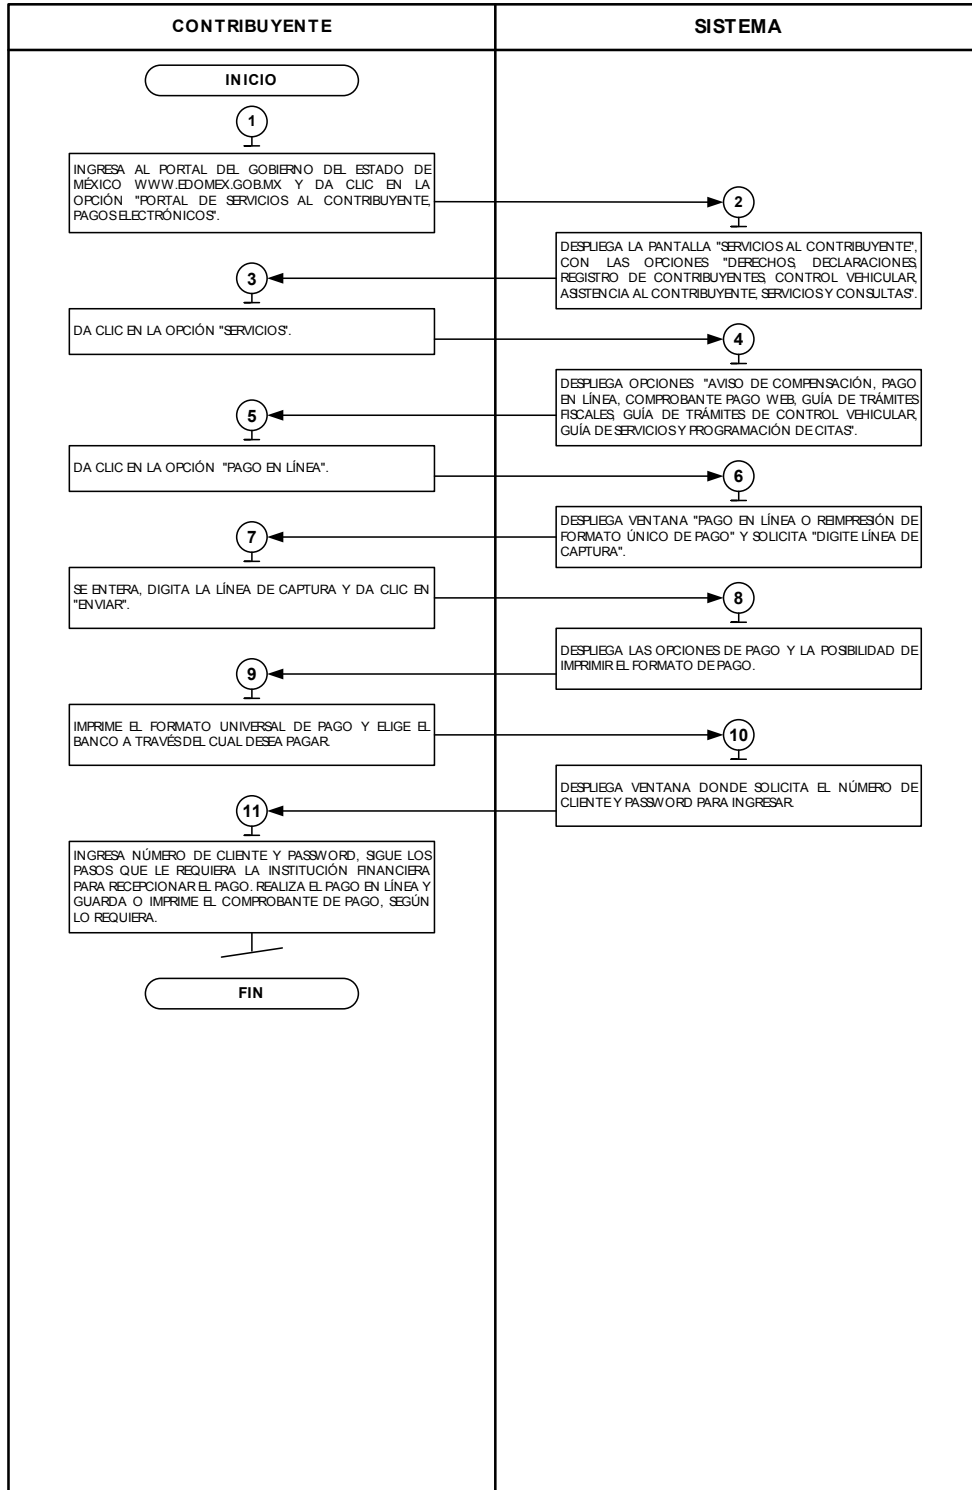 CONTRIBUYENTE
SISTEMA
INICIO
1
INGRESA AL PORTAL DEL GOBIERNO DEL ESTADO DE
MÉXICO WWW.EDOMEX.GOB.MX Y DA CLIC EN LA
OPCIÓN "PORTAL DE SERVICIOS AL CONTRIBUYENTE,
PAGOS ELECTRÓNICOS".
2
DESPLIEGA LA PANTALLA "SERVICIOS AL CONTRIBUYENTE",
CON LAS OPCIONES "DERECHOS, DECLARACIONES,
REGISTRO DE CONTRIBUYENTES, CONTROL VEHICULAR,
ASISTENCIA AL CONTRIBUYENTE, SERVICIOS Y CONSULTAS".
3
DA CLIC EN LA OPCIÓN "SERVICIOS".
4
DESPLIEGA OPCIONES "AVISO DE COMPENSACIÓN, PAGO
EN LÍNEA, COMPROBANTE PAGO WEB, GUÍA DE TRÁMITES
FISCALES, GUÍA DE TRÁMITES DE CONTROL VEHICULAR,
GUÍA DE SERVICIOS Y PROGRAMACIÓN DE CITAS".
5
DA CLIC EN LA OPCIÓN "PAGO EN LÍNEA".
6
DESPLIEGA VENTANA "PAGO EN LÍNEA O REIMPRESIÓN DE
FORMATO ÚNICO DE PAGO" Y SOLICITA "DIGITE LÍNEA DE
CAPTURA".
7
SE ENTERA, DIGITA LA LÍNEA DE CAPTURA Y DA CLIC EN
"ENVIAR".
8
DESPLIEGA LAS OPCIONES DE PAGO Y LA POSIBILIDAD DE
IMPRIMIR EL FORMATO DE PAGO.
9
IMPRIME EL FORMATO UNIVERSAL DE PAGO Y ELIGE EL
BANCO A TRAVÉS DEL CUAL DESEA PAGAR.
10
DESPLIEGA VENTANA DONDE SOLICITA EL NÚMERO DE
CLIENTE Y PASSWORD PARA INGRESAR.
11
INGRESA NÚMERO DE CLIENTE Y PASSWORD, SIGUE LOS
PASOS QUE LE REQUIERA LA INSTITUCIÓN FINANCIERA
PARA RECEPCIONAR EL PAGO. REALIZA EL PAGO EN LÍNEA Y
GUARDA O IMPRIME EL COMPROBANTE DE PAGO, SEGÚN
LO REQUIERA.
FIN